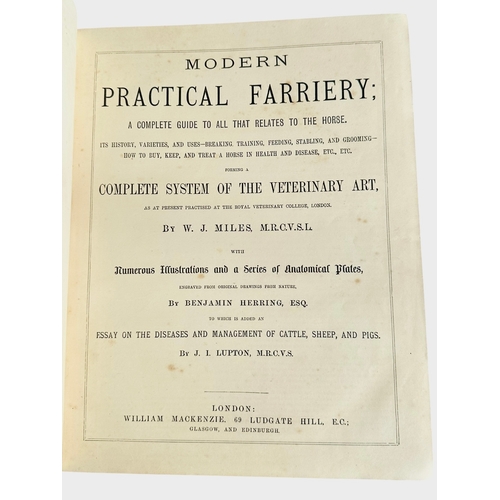 MODERN
PRACTICAL FARRIERY;
A COMPLETE GUIDE TO ALL THAT RELATES TO THE HORSE.
ITS HISTORY, VARIETIES, AND USES—BREAKING, TRAINING, FEEDING, STABLING, AND GROOMING—
HOW TO BUY, KEEP, AND TREAT A HORSE IN HEALTH AND DISEASE, ETC., ETC.
FORMING A
COMPLETE SYSTEM OF THE VETERINARY ART,
AS AT PRESENT PRACTISED AT THE ROYAL VETERINARY COLLEGE, LONDON.
BY W. J. MILES, M.R.C.V.S.L.
WITH
Numerous Illustrations and a Series of Anatomical Plates,
ENGRAVED FROM ORIGINAL DRAWINGS FROM NATURE,
BY BENJAMIN HERRING, ESQ.
TO WHICH IS ADDED AN
ESSAY ON THE DISEASES AND MANAGEMENT OF CATTLE, SHEEP, AND PIGS.
BY J. I. LUPTON, M.R.C.V.S.
LONDON:
WILLIAM MACKENZIE, 69 LUDGATE HILL, E.C.;
GLASGOW, AND EDINBURGH.